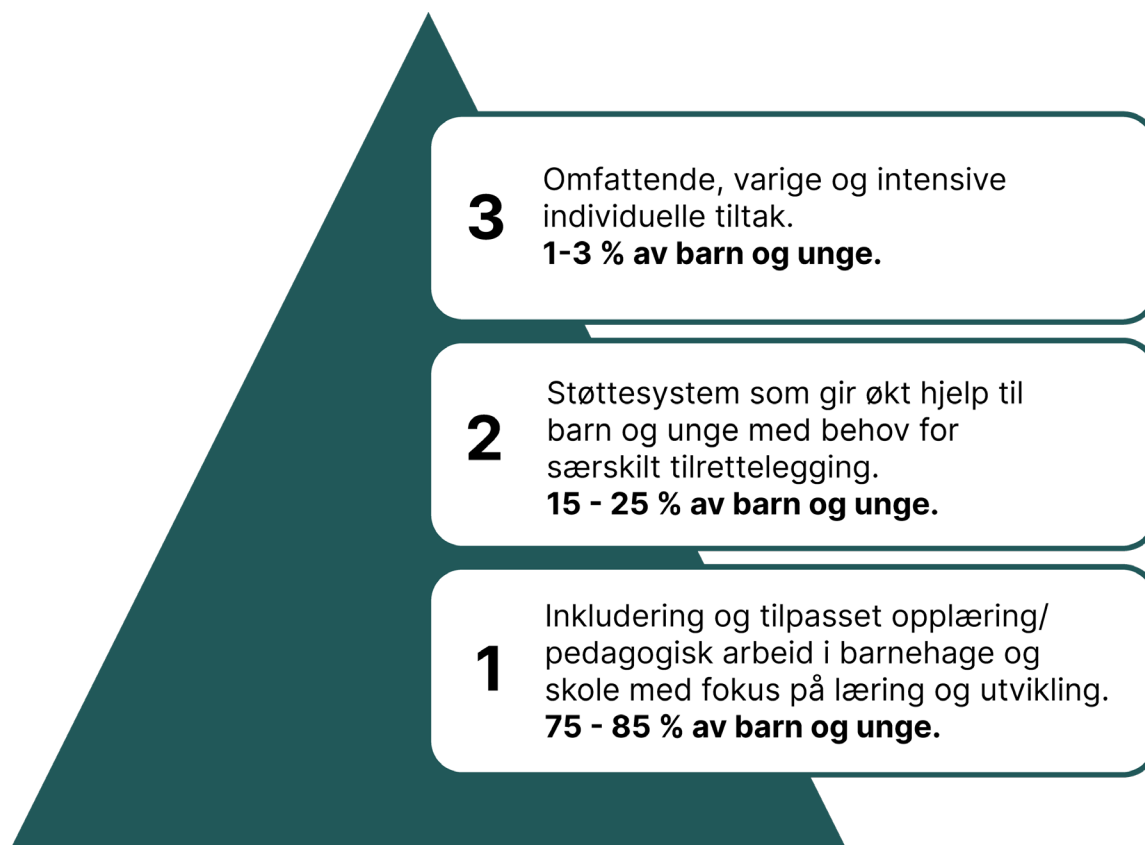 3
Omfattende, varige og intensive
individuelle tiltak.
1-3 % av barn og unge.
2
Støttesystem som gir økt hjelp til
barn og unge med behov for
særskilt tilrettelegging.
15 - 25 % av barn og unge.
1
Inkludering og tilpasset opplæring/
pedagogisk arbeid i barnehage og
skole med fokus på læring og utvikling.
75 - 85 % av barn og unge.